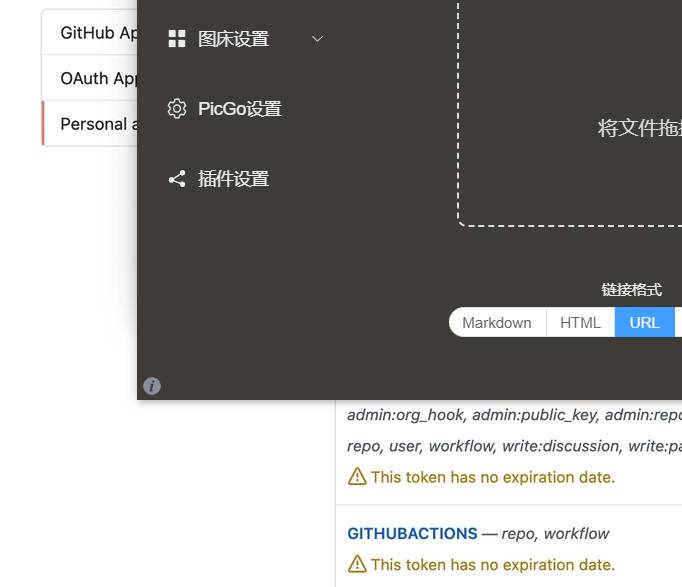 GitHub Ap
图床设置
OAuth App
PicGo设置
Personal a
将文件拖拽
插件设置
链接格式
Markdown
HTML
URL
admin:org_hook, admin:public_key, admin:repo
repo, user, workflow, write:discussion, write:pa
This token has no expiration date.
GITHUBACTIONS — repo, workflow
This token has no expiration date.